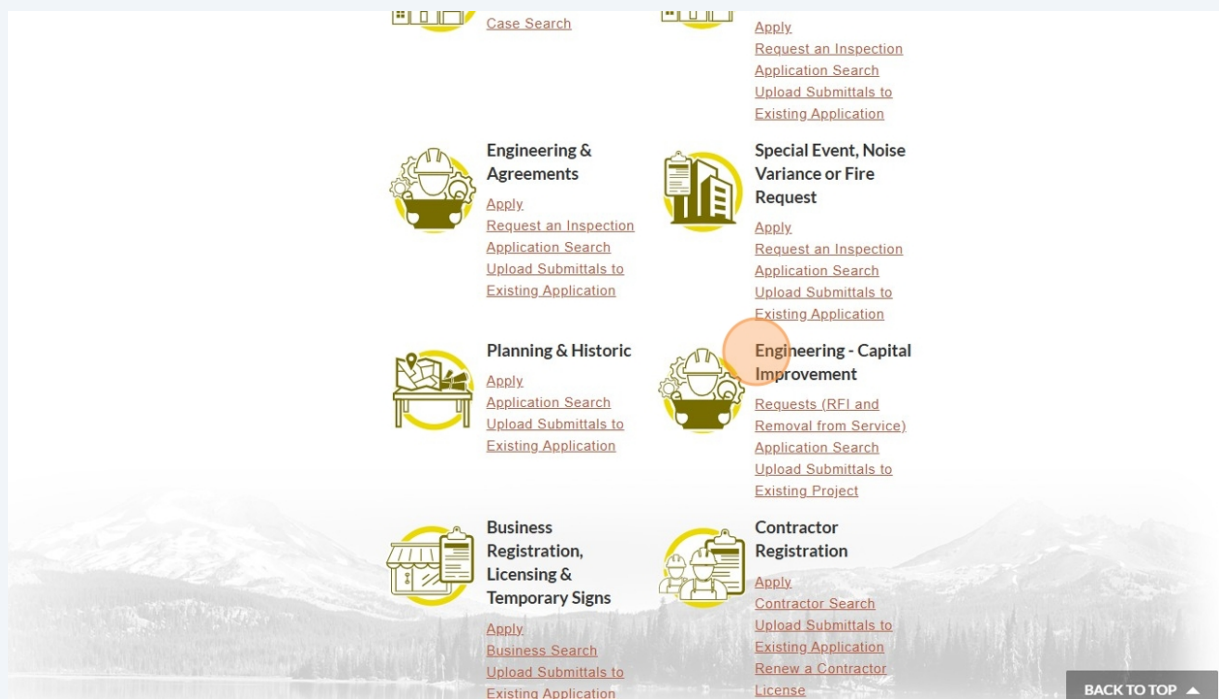 Case Search
Apply
Request an Inspection
Application Search
Upload Submittals to
Existing Application
Engineering &
Agreements
Apply
Request an Inspection
Application Search
Upload Submittals to
Existing Application
Special Event, Noise
Variance or Fire
Request
Apply
Request an Inspection
Application Search
Upload Submittals to
Existing Application
Planning & Historic
Apply
Application Search
Upload Submittals to
Existing Application
Engineering - Capital
Improvement
Requests (RFI and
Removal from Service)
Application Search
Upload Submittals to
Existing Project
Business
Registration,
Licensing &
Temporary Signs
Apply
Business Search
Upload Submittals to
Existing Application
Contractor
Registration
Apply
Contractor Search
Upload Submittals to
Existing Application
Renew a Contractor
License
BACK TO TOP